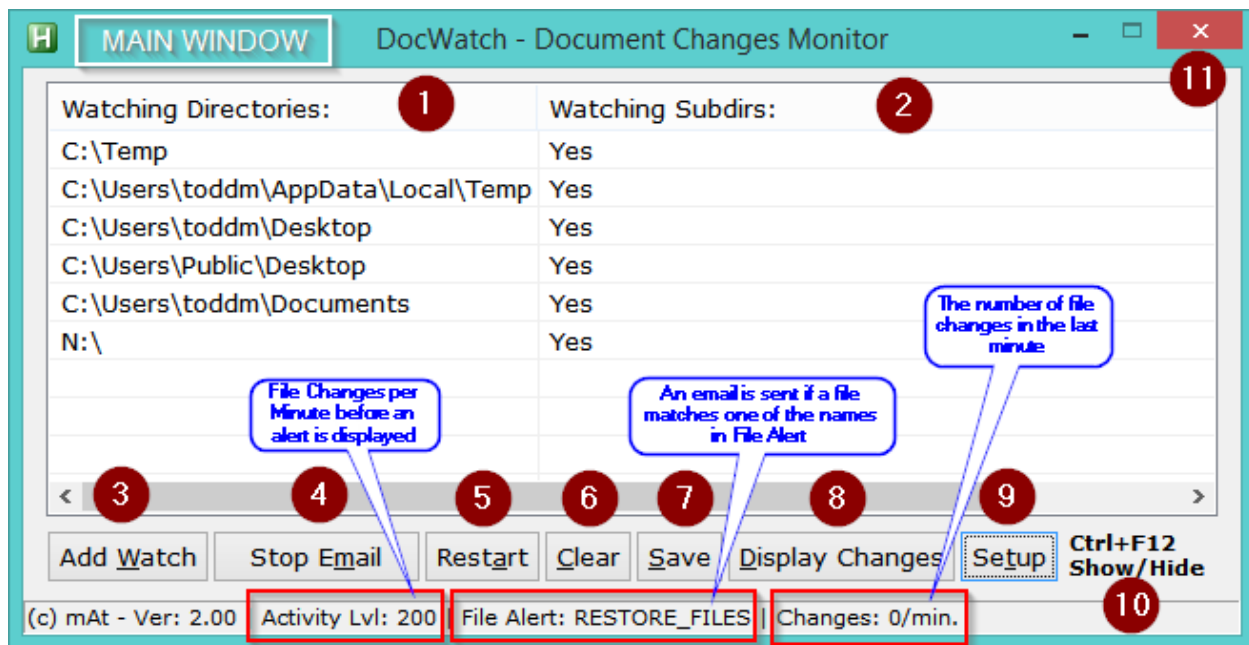 H MAIN WINDOW DocWatch - Document Changes Monitor
11
Watching Directories: 1 Watching Subdirs: 2
C:\Temp Yes
C:\Users\toddm\AppData\Local\Temp Yes
C:\Users\toddm\Desktop Yes
C:\Users\Public\Desktop Yes
C:\Users\toddm\Documents Yes
N:\ Yes
The number of file
changes in the last
minute
File Changes per
Minute before an
alert is displayed
An email is sent if a file
matches one of the names
in File Alert
3 4 5 6 7 8 9
Add Watch Stop Email Restart Clear Save Display Changes Setup
Ctrl+F12
Show/Hide
10
(c) mAt - Ver: 2.00 Activity Lvl: 200 | File Alert: RESTORE_FILES | Changes: 0/min.